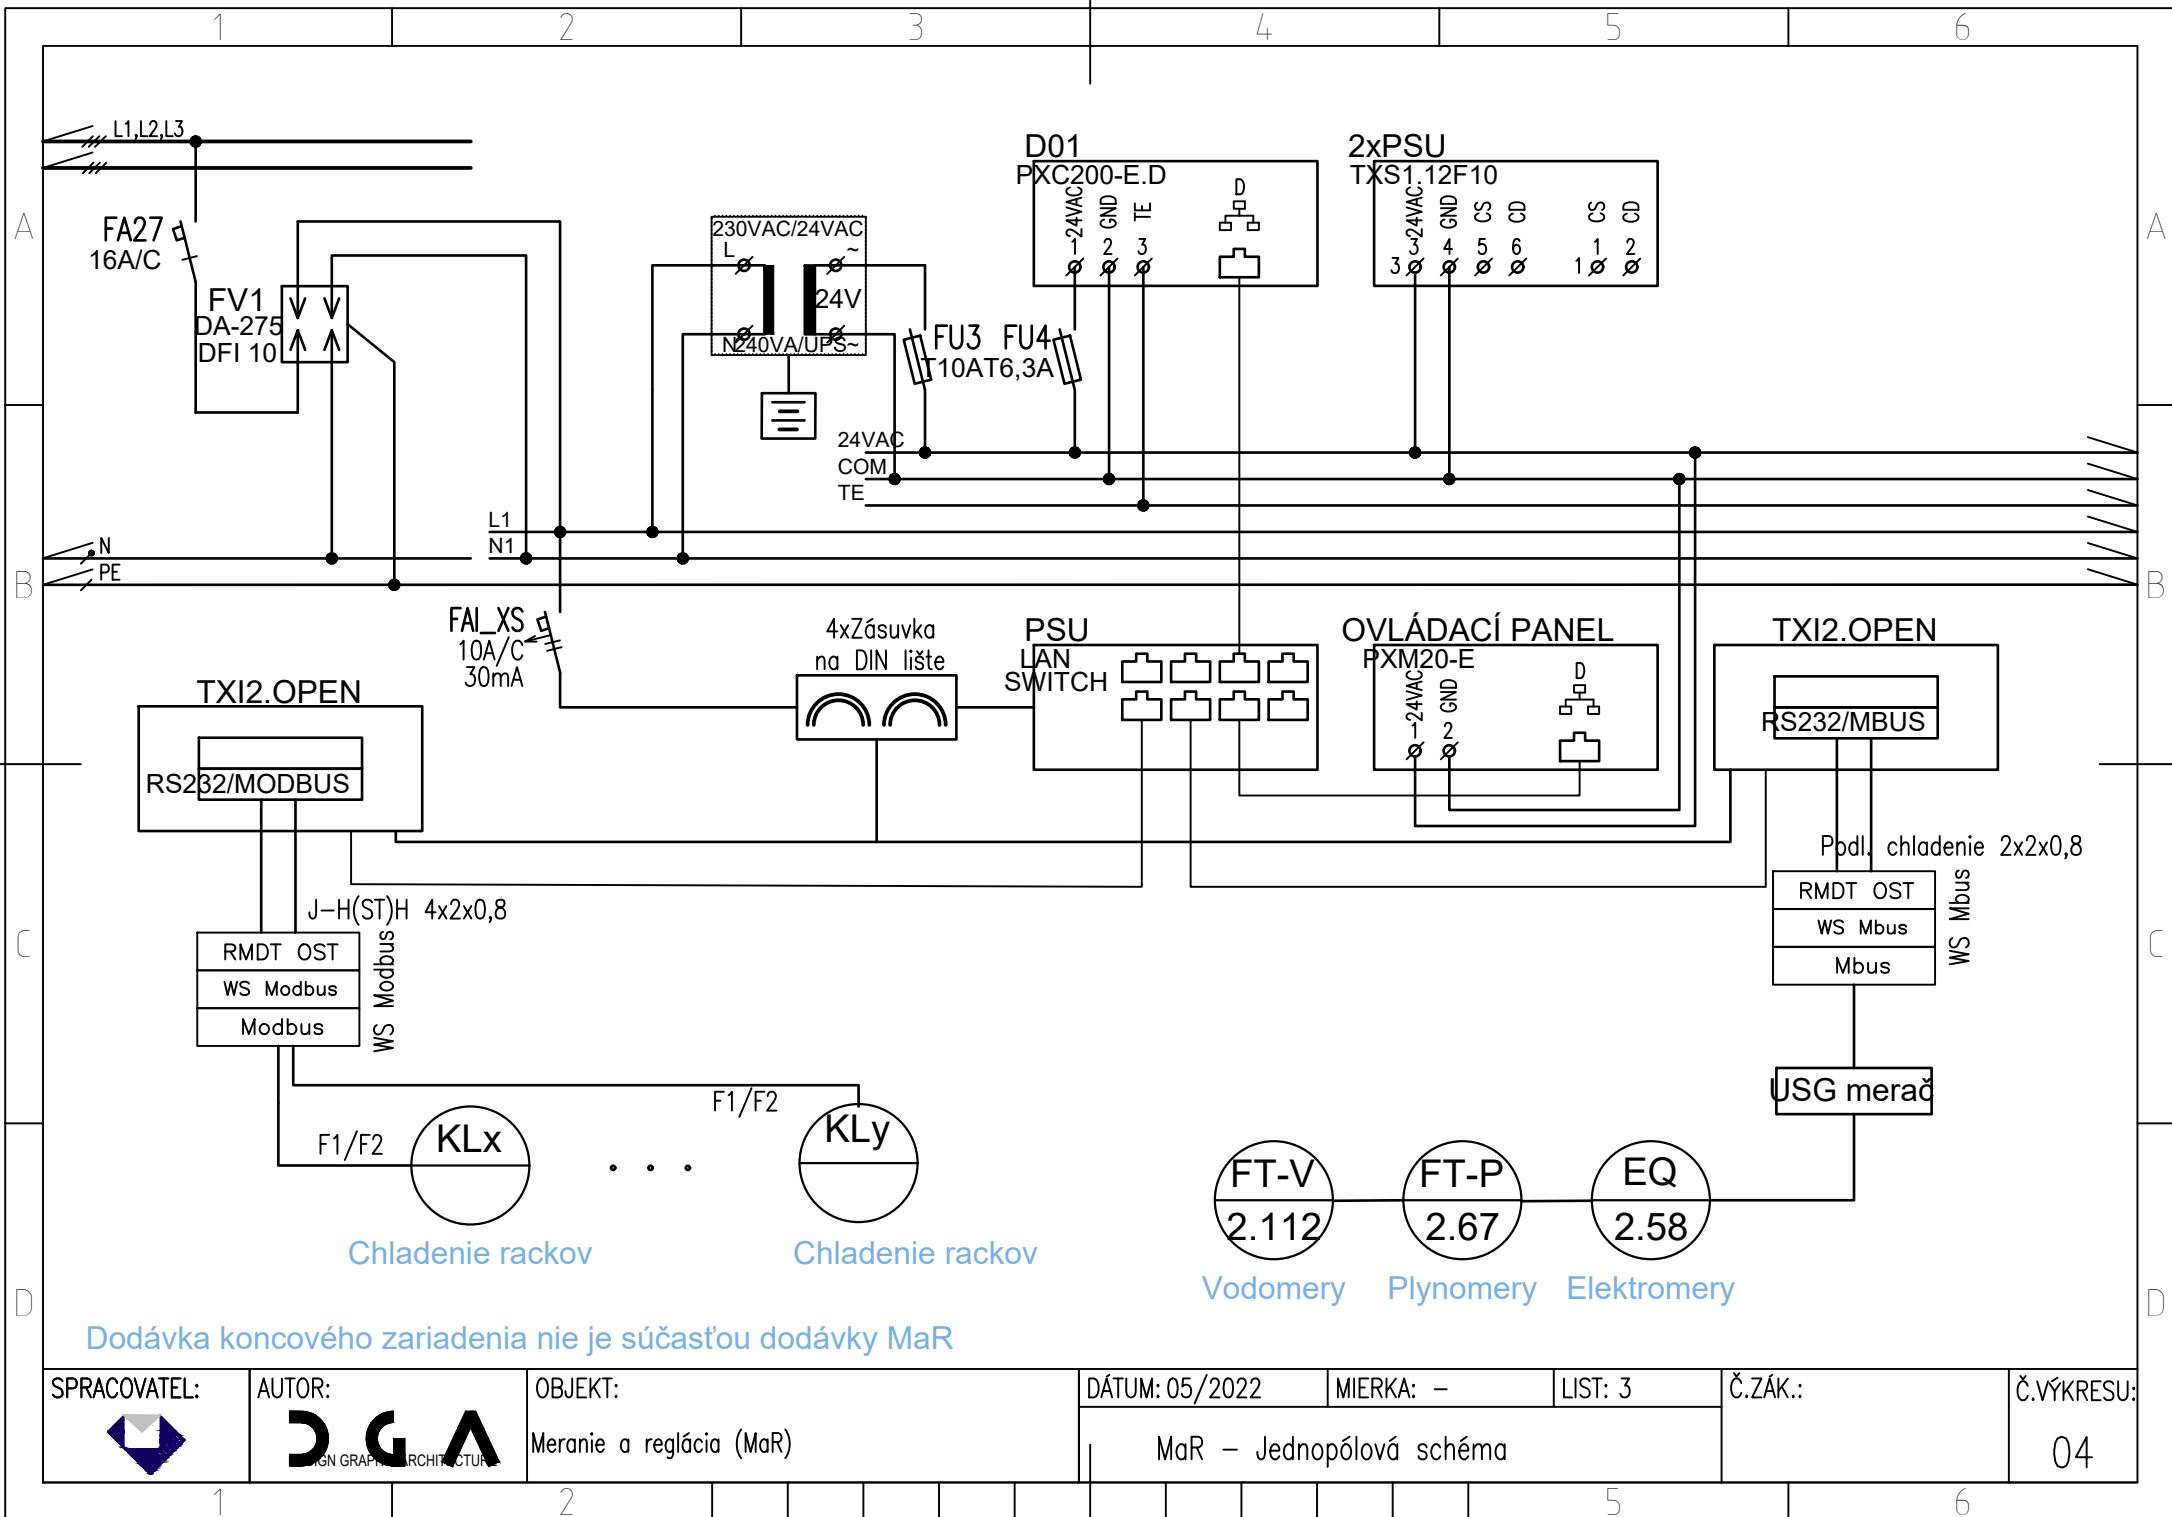 1 2 3 4 5 6
L1,L2,L3
A
FA27
16A/C
FV1
DA-275
DFI 10
230VAC/24VAC
L
~
24V
N
240VA/UPS~
FU3
T10A
FU4
T6,3A
D01
PXC200-E.D
24VAC GND TE
1 2 3
D
2xPSU
TXS1.12F10
24VAC GND CS CD CS CD
3 3 4 5 6 1 1 2
A
24VAC
COM
TE
L1
N1
N
PE
B
B
FAI_XS
10A/C
30mA
4xZásuvka
na DIN lište
PSU
LAN
SWITCH
OVLÁDACÍ PANEL
PXM20-E
24VAC GND
1 2
D
TXI2.OPEN
RS232/MBUS
TXI2.OPEN
RS232/MODBUS
Podl. chladenie 2x2x0,8
J-H(ST)H 4x2x0,8
C
RMDT OST
WS Modbus
Modbus
WS Modbus
RMDT OST
WS Mbus
Mbus
WS Mbus
C
USG merač
F1/F2
F1/F2
KLx
KLy
FT-V
2.112
FT-P
2.67
EQ
2.58
Chladenie rackov
Chladenie rackov
Vodomery
Plynomery
Elektromery
D
D
Dodávka koncového zariadenia nie je súčasťou dodávky MaR
SPRACOVATEL:
AUTOR:
DGA
OBJEKT:
Meranie a reglácia (MaR)
DÁTUM: 05/2022
MIERKA: -
LIST: 3
MaR - Jednopólová schéma
Č.ZÁK.:
Č.VÝKRESU:
04
1 2 5 6